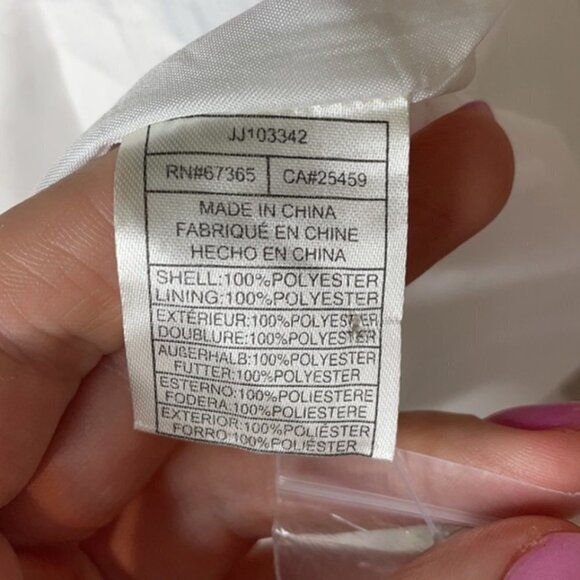 JJ103342
RN#67365 CA#25459
MADE IN CHINA
FABRIQUÉ EN CHINE
HECHO EN CHINA
SHELL:100%POLYESTER
LINING:100%POLYESTER
EXTÉRIEUR:100%POLYESTER
DOUBLURE:100%POLYESTER
AUßERHALB:100%POLYESTER
FUTTER:100%POLYESTER
ESTERNO:100%POLIESTERE
FODERA:100%POLIESTERE
EXTERIOR:100%POLIÉSTER
FORRO:100%POLIÉSTER